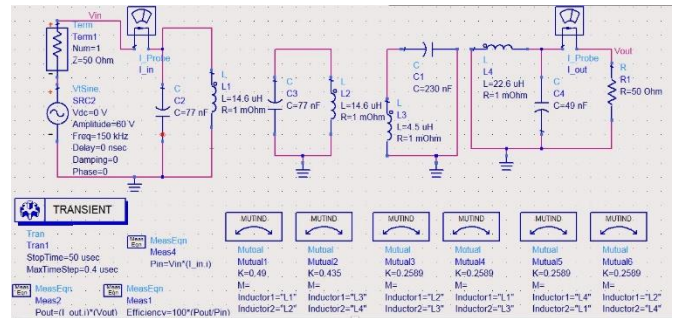 Vin
Term
Term1
Num=1
Z=50 Ohm
I_Probe
I_in
VtSine
SRC2
Vdc=0 V
Amplitude=60 V
Freq=150 kHz
Delay=0 nsec
Damping=0
Phase=0
C
C2
C=77 nF
L
L1
L=14.6 uH
R=1 mOhm
C
C3
C=77 nF
L
L2
L=14.6 uH
R=1 mOhm
C
C1
C=230 nF
L
L3
L=4.5 uH
R=1 mOhm
L
L4
L=22.6 uH
R=1 mOhm
I_Probe
I_out
Vout
C
C4
C=49 nF
R
R1
R=50 Ohm
TRANSIENT
Tran
Tran1
StopTime=50 usec
MaxTimeStep=0.4 usec
Meas Eqn
MeasEqn
Meas4
Pin=Vin*(I_in.i)
Meas Eqn
MeasEqn
Meas2
Pout=(I_out.i)*(Vout)
Meas Eqn
MeasEqn
Meas1
Efficiency=100*(Pout/Pin)
MUTIND
Mutual
Mutual1
K=0.49
M=
Inductor1="L1"
Inductor2="L2"
MUTIND
Mutual
Mutual2
K=0.435
M=
Inductor1="L3"
Inductor2="L4"
MUTIND
Mutual
Mutual3
K=0.2589
M=
Inductor1="L2"
Inductor2="L3"
MUTIND
Mutual
Mutual4
K=0.2589
M=
Inductor1="L1"
Inductor2="L3"
MUTIND
Mutual
Mutual5
K=0.2589
M=
Inductor1="L4"
Inductor2="L1"
MUTIND
Mutual
Mutual6
K=0.2589
M=
Inductor1="L2"
Inductor2="L4"